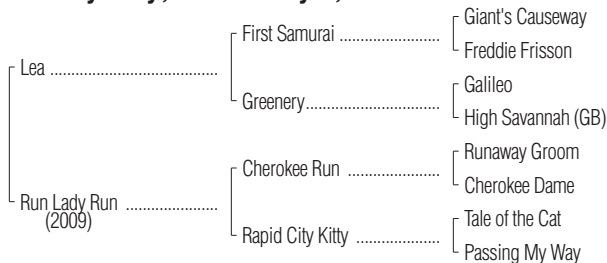 Giant's Causeway
First Samurai
Freddie Frisson
Lea
Galileo
Greenery
High Savannah (GB)
Runaway Groom
Cherokee Run
Cherokee Dame
Run Lady Run
(2009)
Tale of the Cat
Rapid City Kitty
Passing My Way